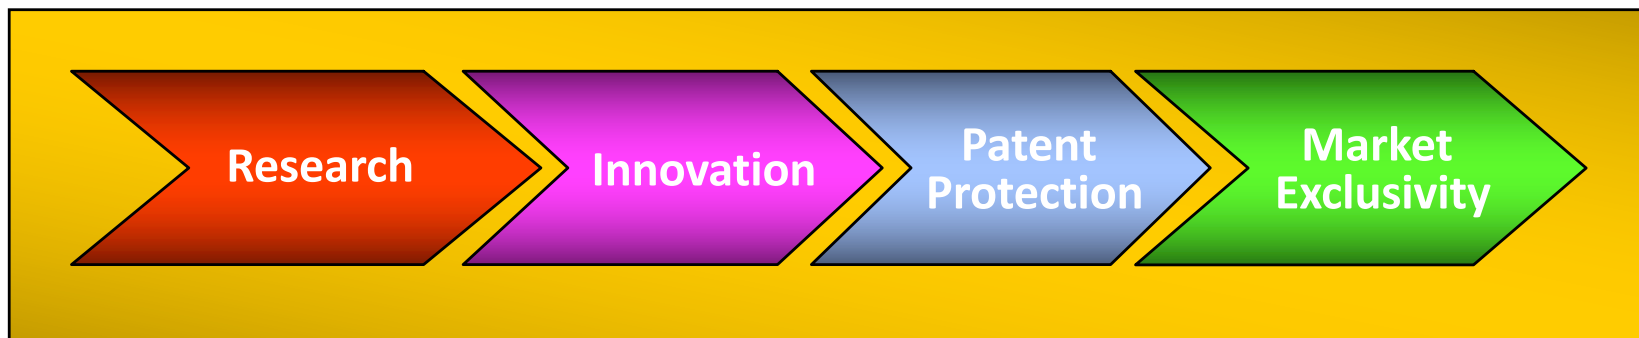 Research
Innovation
Patent
Protection
Market
Exclusivity